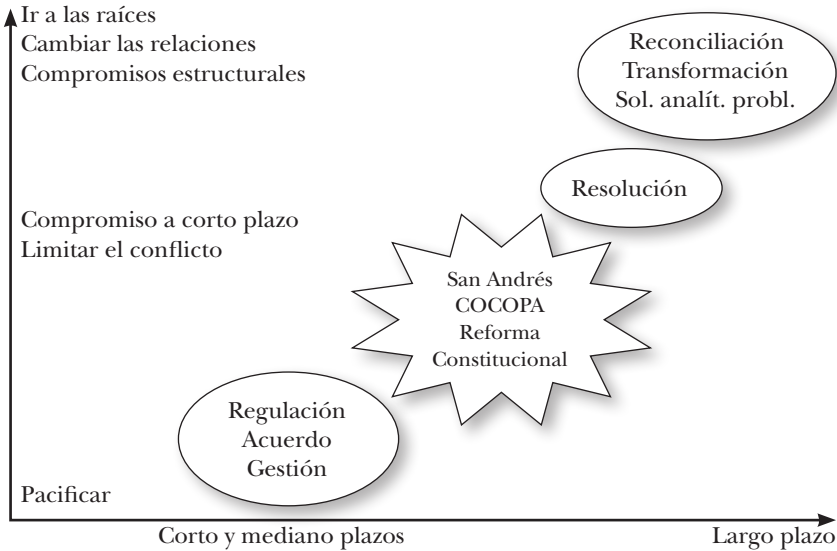 Ir a las raíces
Cambiar las relaciones
Compromisos estructurales
Reconciliación
Transformación
Sol. analít. probl.
Resolución
Compromiso a corto plazo
Limitar el conflicto
San Andrés
COCOPA
Reforma
Constitucional
Regulación
Acuerdo
Gestión
Pacificar
Corto y mediano plazos
Largo plazo